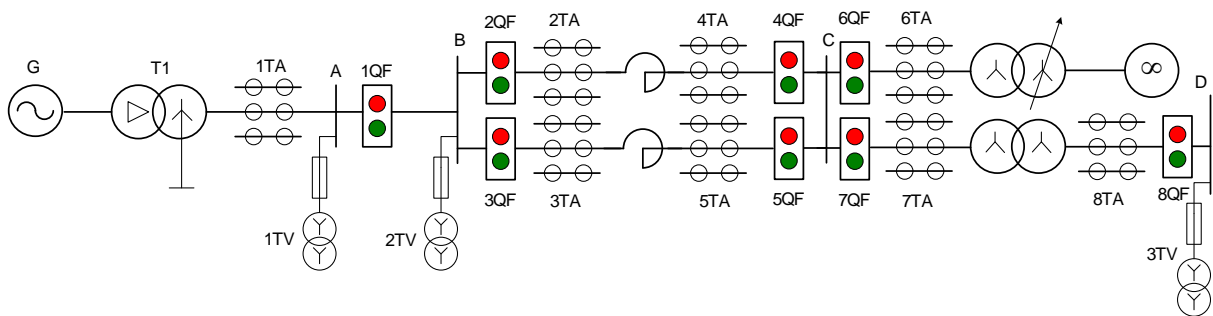 2QF 2TA 4TA 4QF 6QF 6TA
G T1 1TA A 1QF B C D
∞
3QF 3TA 5TA 5QF 7QF 7TA 8TA 8QF
1TV 2TV 3TV